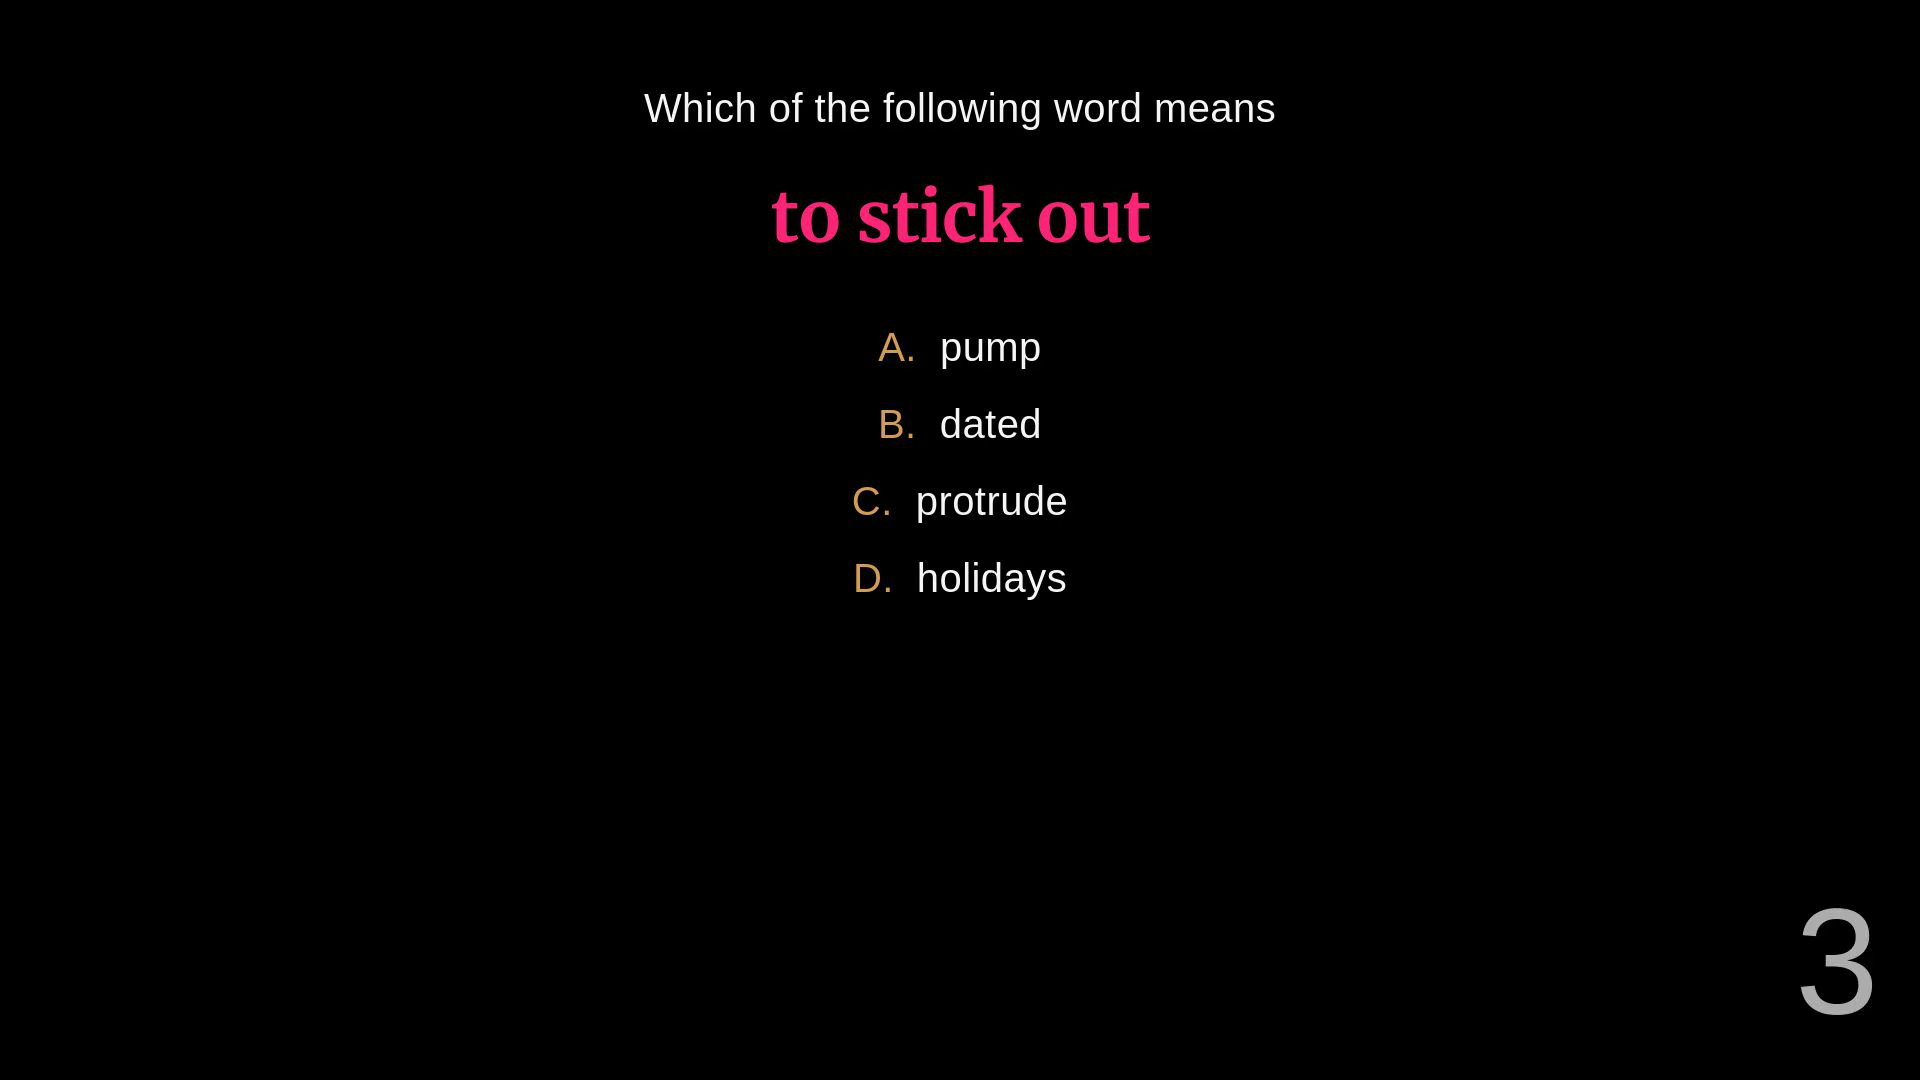 Which of the following word means
to stick out
A. pump
B. dated
C. protrude
D. holidays
3